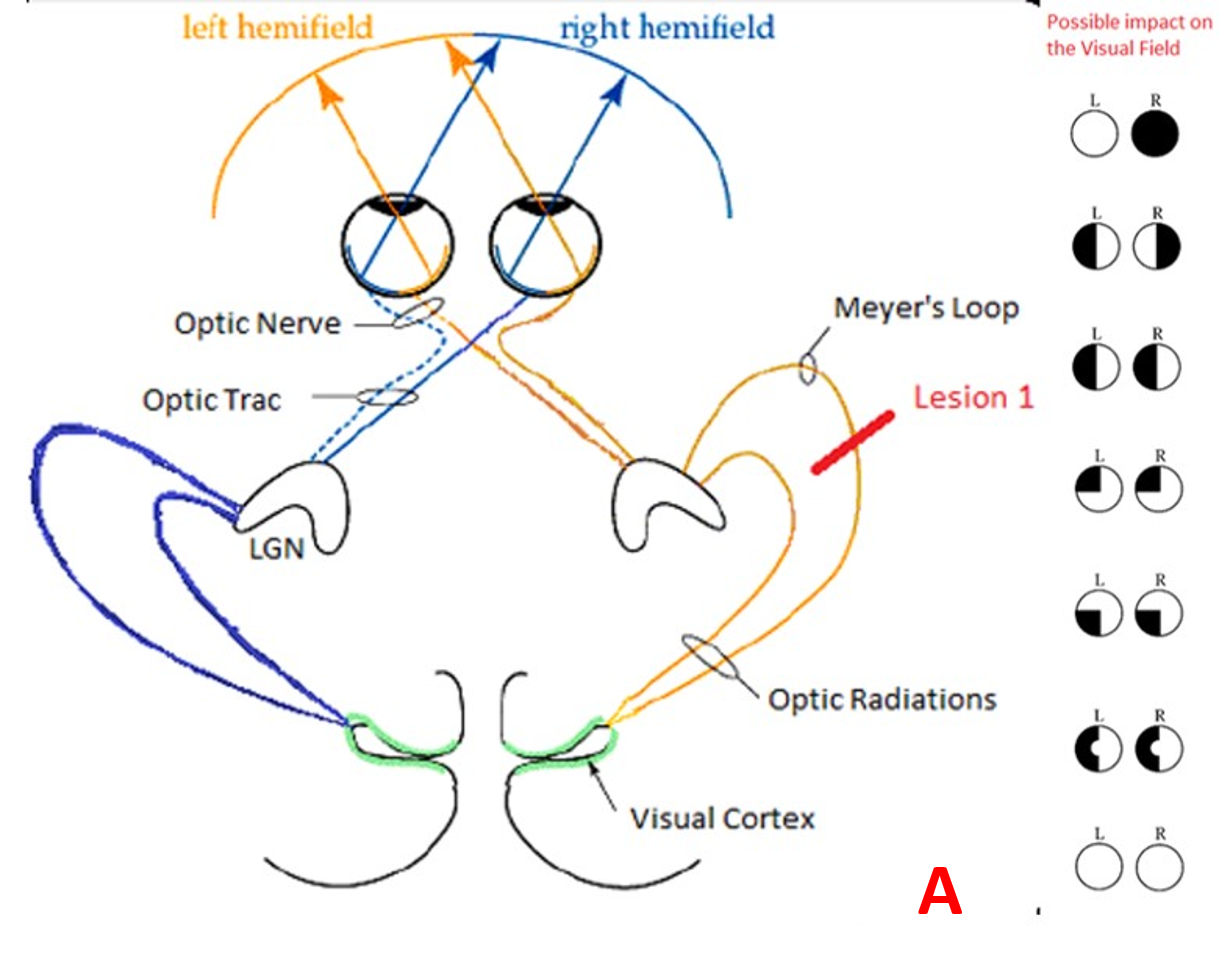 left hemifield
right hemifield
Possible impact on
the Visual Field
L R
L R
Optic Nerve
Meyer's Loop
L R
Optic Trac
Lesion 1
L R
LGN
L R
Optic Radiations
L R
Visual Cortex
L R
A